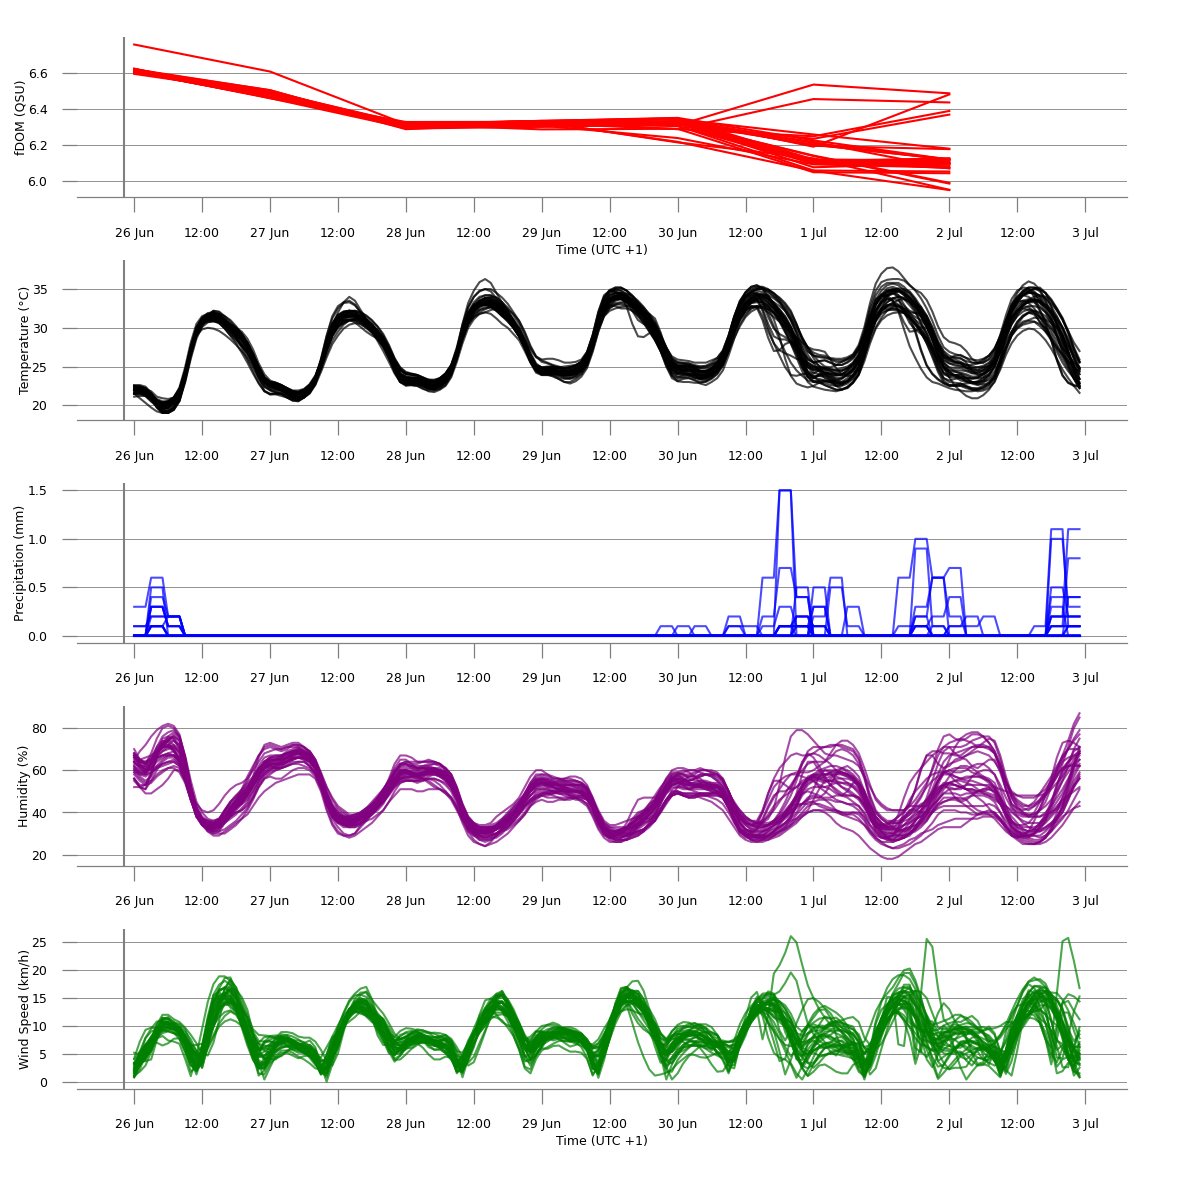 fDOM (QSU)
6.6
6.4
6.2
6.0
26 Jun 12:00 27 Jun 12:00 28 Jun 12:00 29 Jun 12:00 30 Jun 12:00 1 Jul 12:00 2 Jul 12:00 3 Jul
Time (UTC +1)
Temperature (°C)
35
30
25
20
26 Jun 12:00 27 Jun 12:00 28 Jun 12:00 29 Jun 12:00 30 Jun 12:00 1 Jul 12:00 2 Jul 12:00 3 Jul
Precipitation (mm)
1.5
1.0
0.5
0.0
26 Jun 12:00 27 Jun 12:00 28 Jun 12:00 29 Jun 12:00 30 Jun 12:00 1 Jul 12:00 2 Jul 12:00 3 Jul
Humidity (%)
80
60
40
20
26 Jun 12:00 27 Jun 12:00 28 Jun 12:00 29 Jun 12:00 30 Jun 12:00 1 Jul 12:00 2 Jul 12:00 3 Jul
Wind Speed (km/h)
25
20
15
10
5
0
26 Jun 12:00 27 Jun 12:00 28 Jun 12:00 29 Jun 12:00 30 Jun 12:00 1 Jul 12:00 2 Jul 12:00 3 Jul
Time (UTC +1)